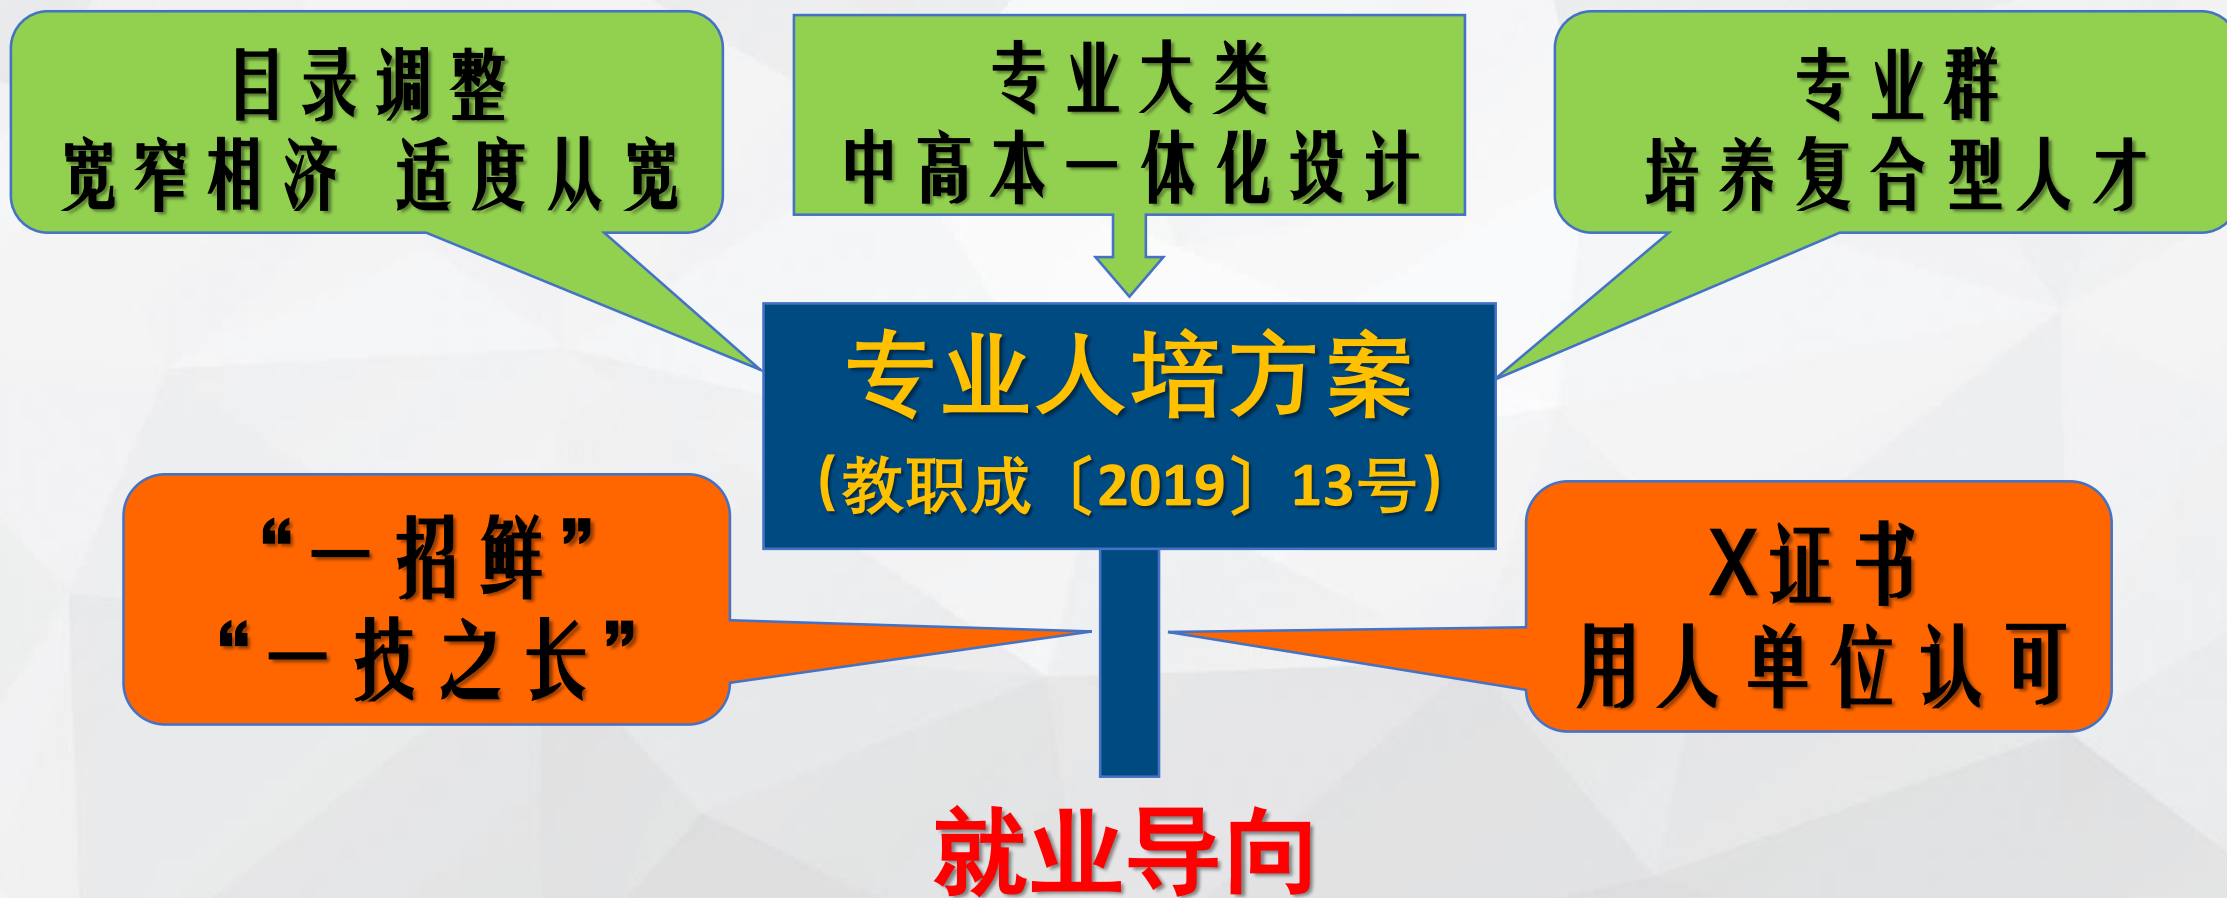 目录调整
宽窄相济 适度从宽
专业大类
中高本一体化设计
专业群
培养复合型人才
专业人培方案
(教职成〔2019〕13号)
“一招鲜”
“一技之长”
X证书
用人单位认可
就业导向